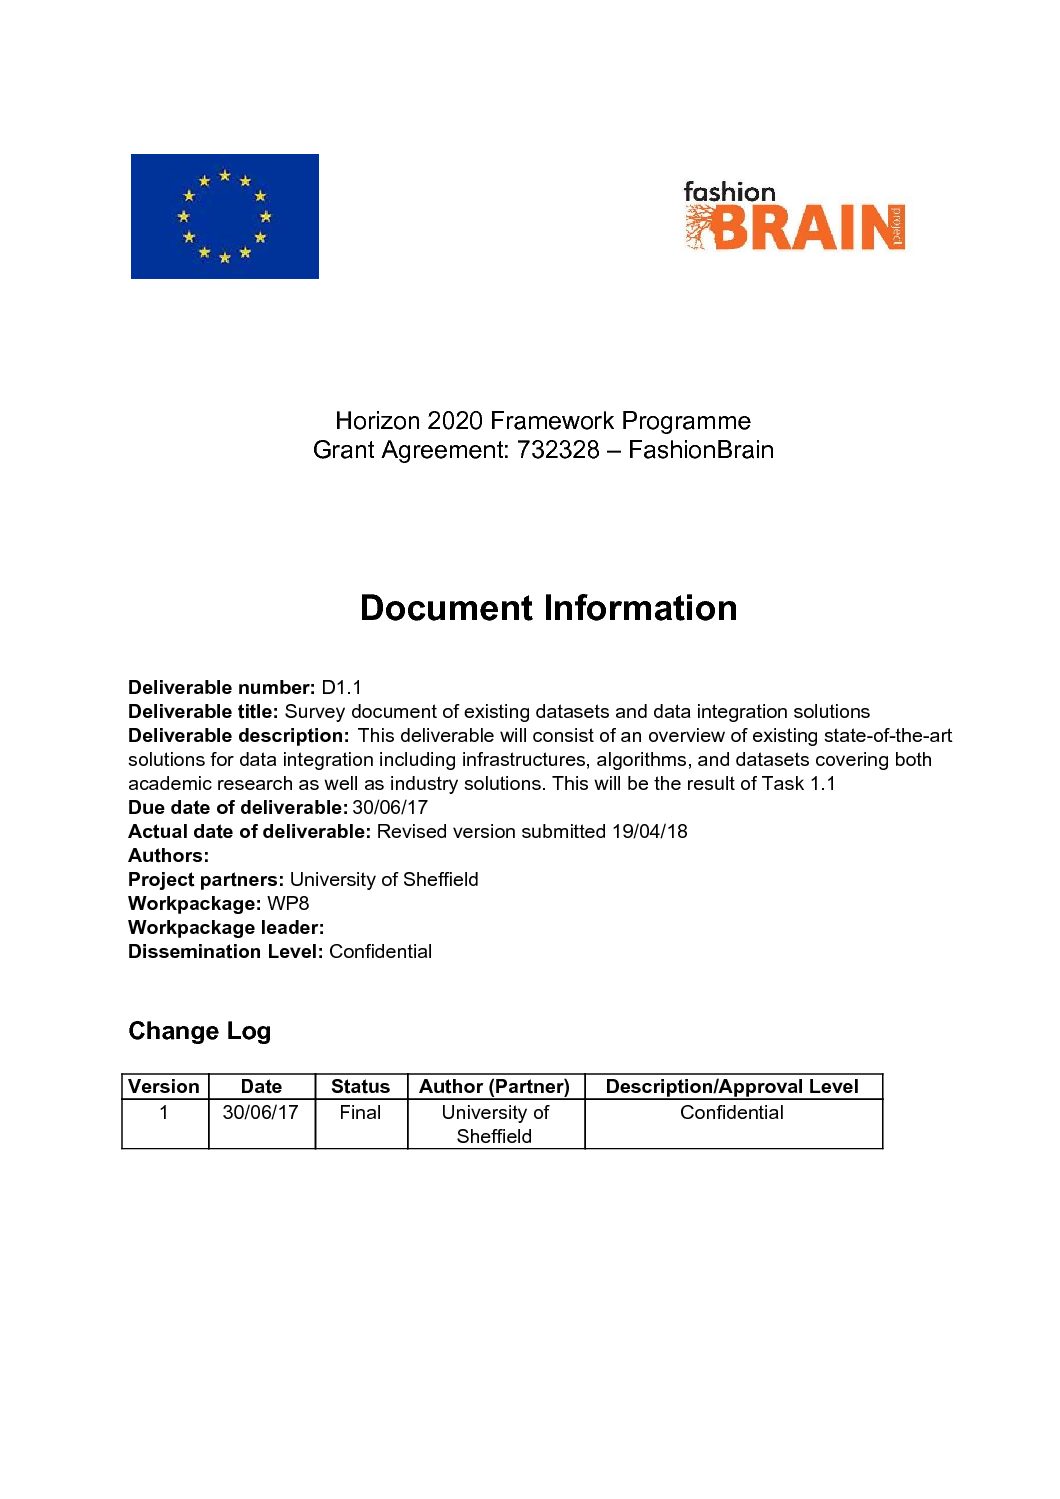 fashion
BRAIN
project
Horizon 2020 Framework Programme
Grant Agreement: 732328 – FashionBrain
Document Information
Deliverable number: D1.1
Deliverable title: Survey document of existing datasets and data integration solutions
Deliverable description: This deliverable will consist of an overview of existing state-of-the-art
solutions for data integration including infrastructures, algorithms, and datasets covering both
academic research as well as industry solutions. This will be the result of Task 1.1
Due date of deliverable: 30/06/17
Actual date of deliverable: Revised version submitted 19/04/18
Authors:
Project partners: University of Sheffield
Workpackage: WP8
Workpackage leader:
Dissemination Level: Confidential
Change Log
Version Date Status Author (Partner) Description/Approval Level
1 30/06/17 Final University of Confidential
Sheffield